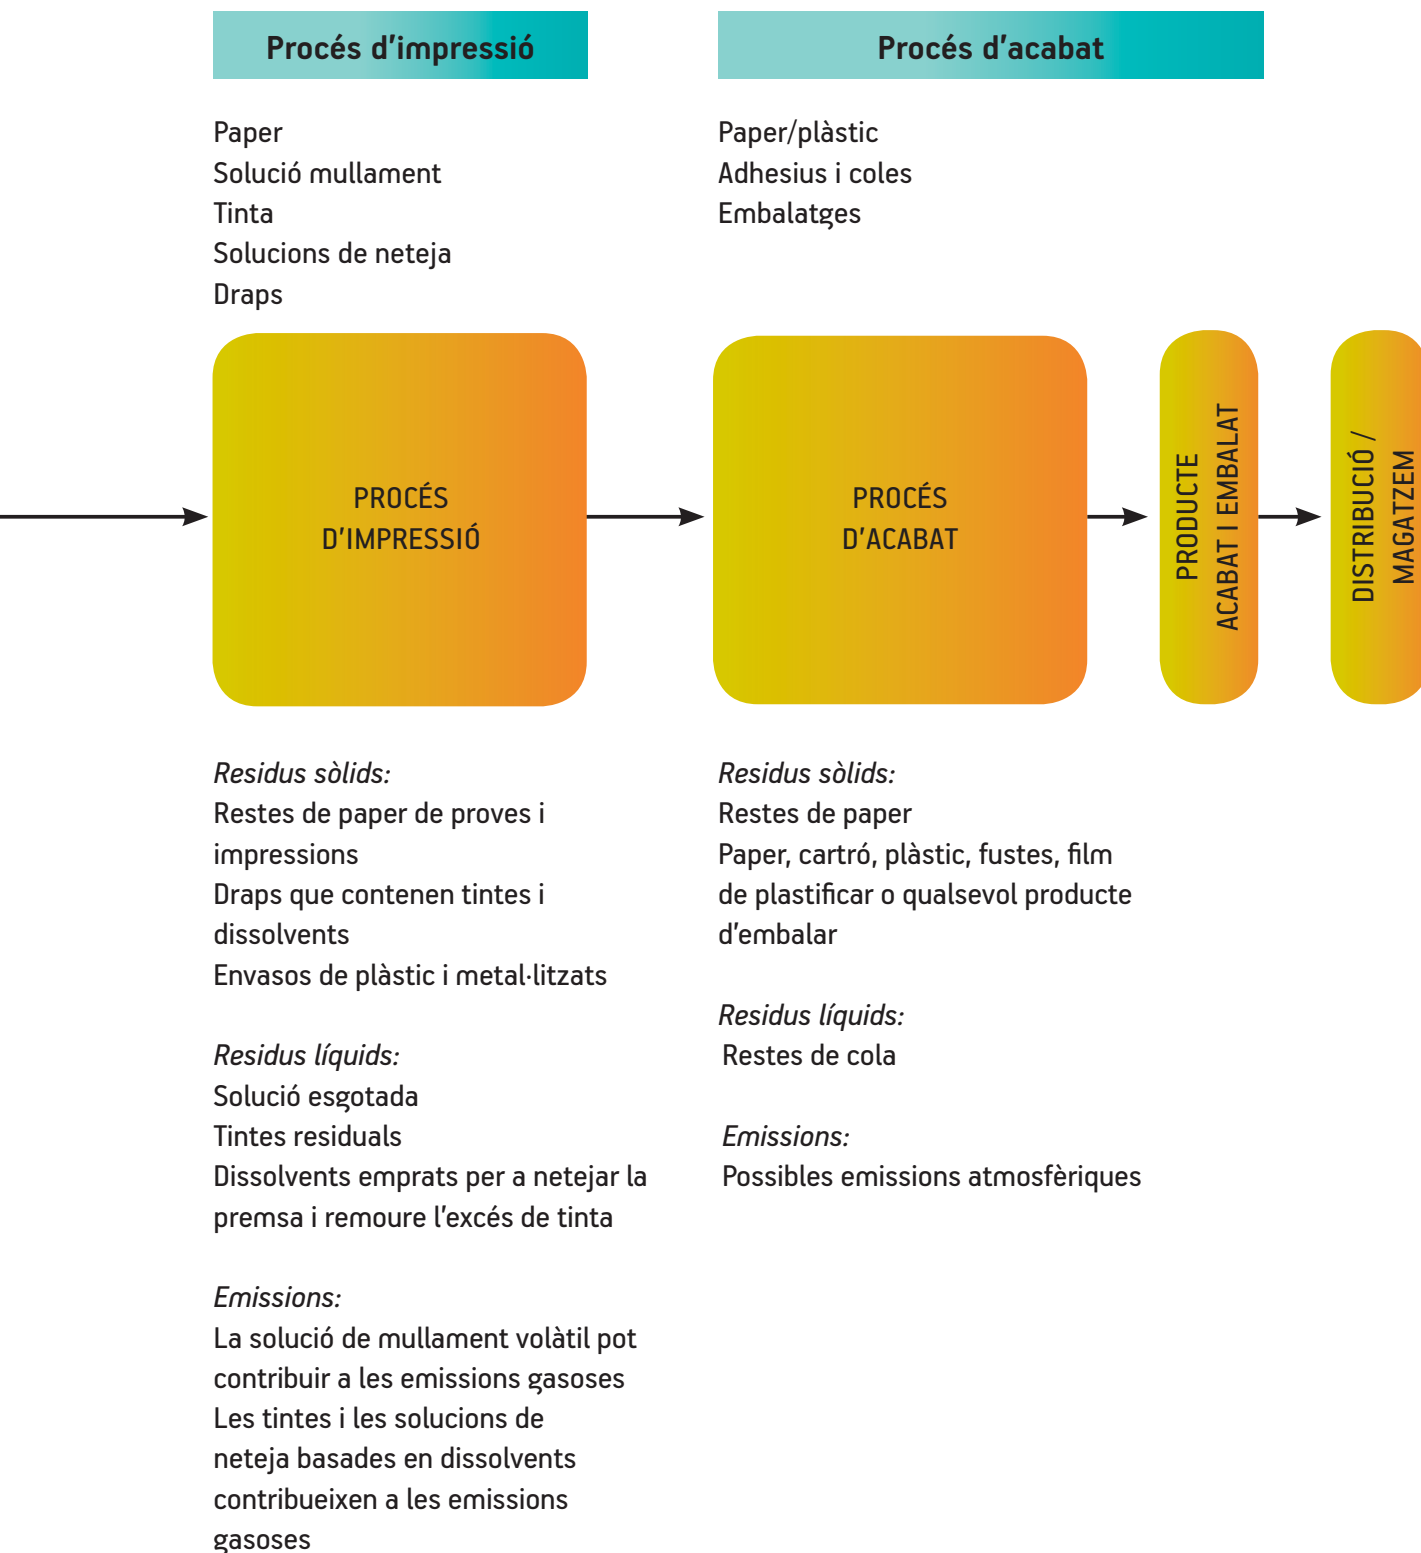 Procés d'impressió
Paper
Solució mullament
Tinta
Solucions de neteja
Draps
PROCÉS
D'IMPRESSIÓ
Residus sòlids:
Restes de paper de proves i
impressions
Draps que contenen tintes i
dissolvents
Envasos de plàstic i metal·litzats
Residus líquids:
Solució esgotada
Tintes residuals
Dissolvents emprats per a netejar la
premsa i remoure l'excés de tinta
Emissions:
La solució de mullament volàtil pot
contribuir a les emissions gasoses
Les tintes i les solucions de
neteja basades en dissolvents
contribueixen a les emissions
gasoses
Procés d'acabat
Paper/plàstic
Adhesius i coles
Embalatges
PROCÉS
D'ACABAT
Residus sòlids:
Restes de paper
Paper, cartró, plàstic, fustes, film
de plastificar o qualsevol producte
d'embalar
Residus líquids:
Restes de cola
Emissions:
Possibles emissions atmosfèriques
PRODUCTE
ACABAT I EMBALAT
DISTRIBUCIÓ /
MAGATZEM